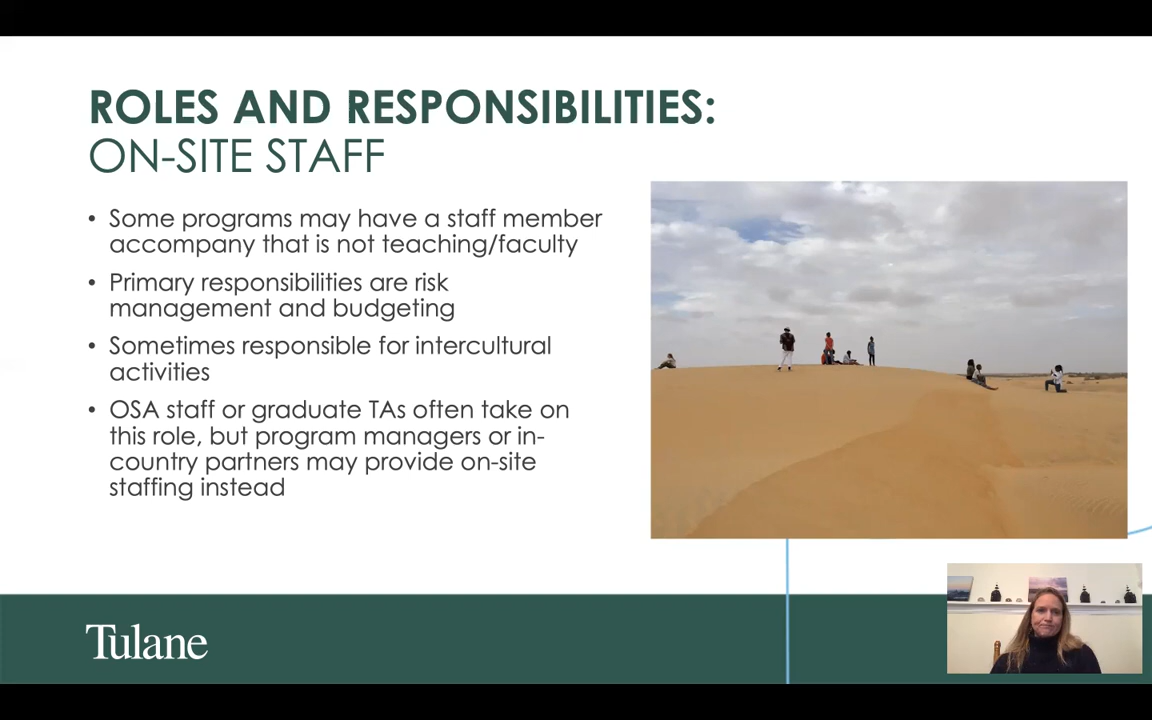 ROLES AND RESPONSIBILITIES:
ON-SITE STAFF
• Some programs may have a staff member
accompany that is not teaching/faculty
• Primary responsibilities are risk
management and budgeting
• Sometimes responsible for intercultural
activities
• OSA staff or graduate TAs often take on
this role, but program managers or in-
country partners may provide on-site
staffing instead
Tulane